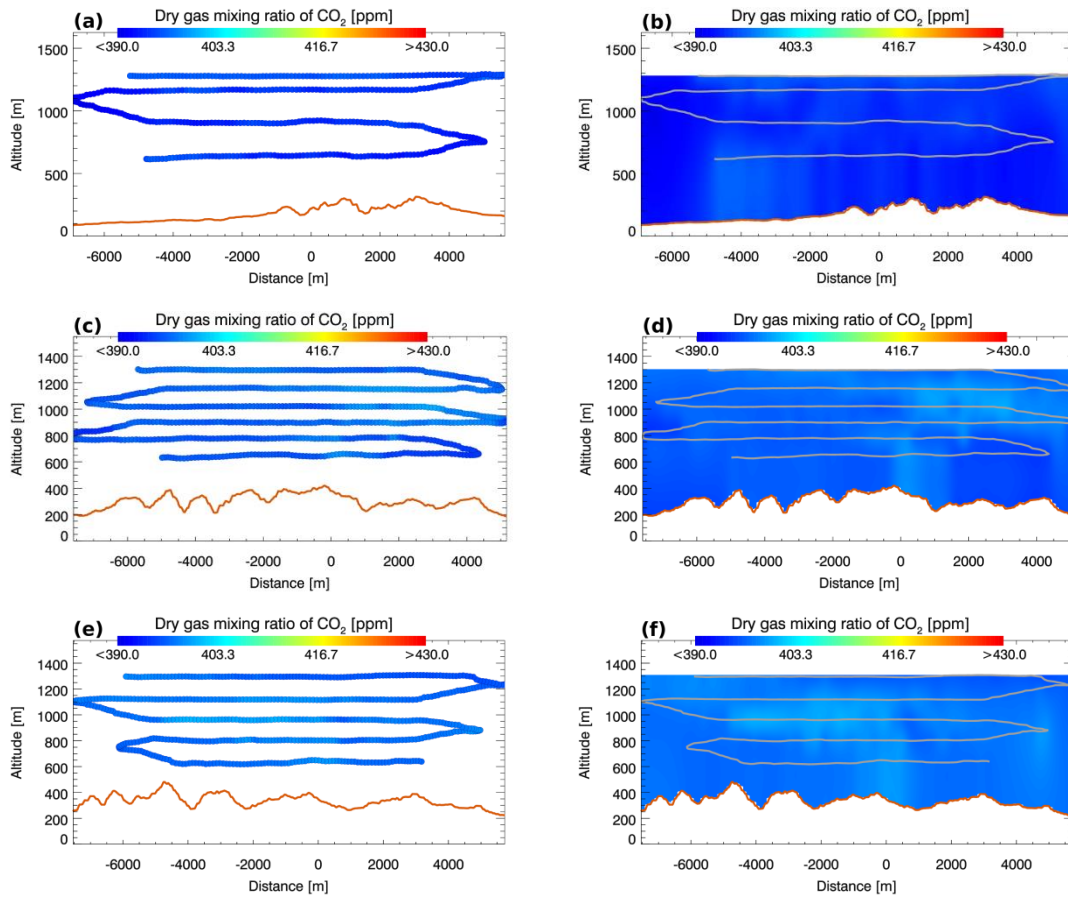 (a) Dry gas mixing ratio of CO₂ [ppm]
<390.0 403.3 416.7 >430.0
1500
1000
500
0
Altitude [m]
-6000 -4000 -2000 0 2000 4000
Distance [m]
(b) Dry gas mixing ratio of CO₂ [ppm]
<390.0 403.3 416.7 >430.0
1500
1000
500
0
Altitude [m]
-6000 -4000 -2000 0 2000 4000
Distance [m]
(c) Dry gas mixing ratio of CO₂ [ppm]
<390.0 403.3 416.7 >430.0
1400
1200
1000
800
600
400
200
0
Altitude [m]
-6000 -4000 -2000 0 2000 4000
Distance [m]
(d) Dry gas mixing ratio of CO₂ [ppm]
<390.0 403.3 416.7 >430.0
1400
1200
1000
800
600
400
200
0
Altitude [m]
-6000 -4000 -2000 0 2000 4000
Distance [m]
(e) Dry gas mixing ratio of CO₂ [ppm]
<390.0 403.3 416.7 >430.0
1400
1200
1000
800
600
400
200
0
Altitude [m]
-6000 -4000 -2000 0 2000 4000
Distance [m]
(f) Dry gas mixing ratio of CO₂ [ppm]
<390.0 403.3 416.7 >430.0
1400
1200
1000
800
600
400
200
0
Altitude [m]
-6000 -4000 -2000 0 2000 4000
Distance [m]